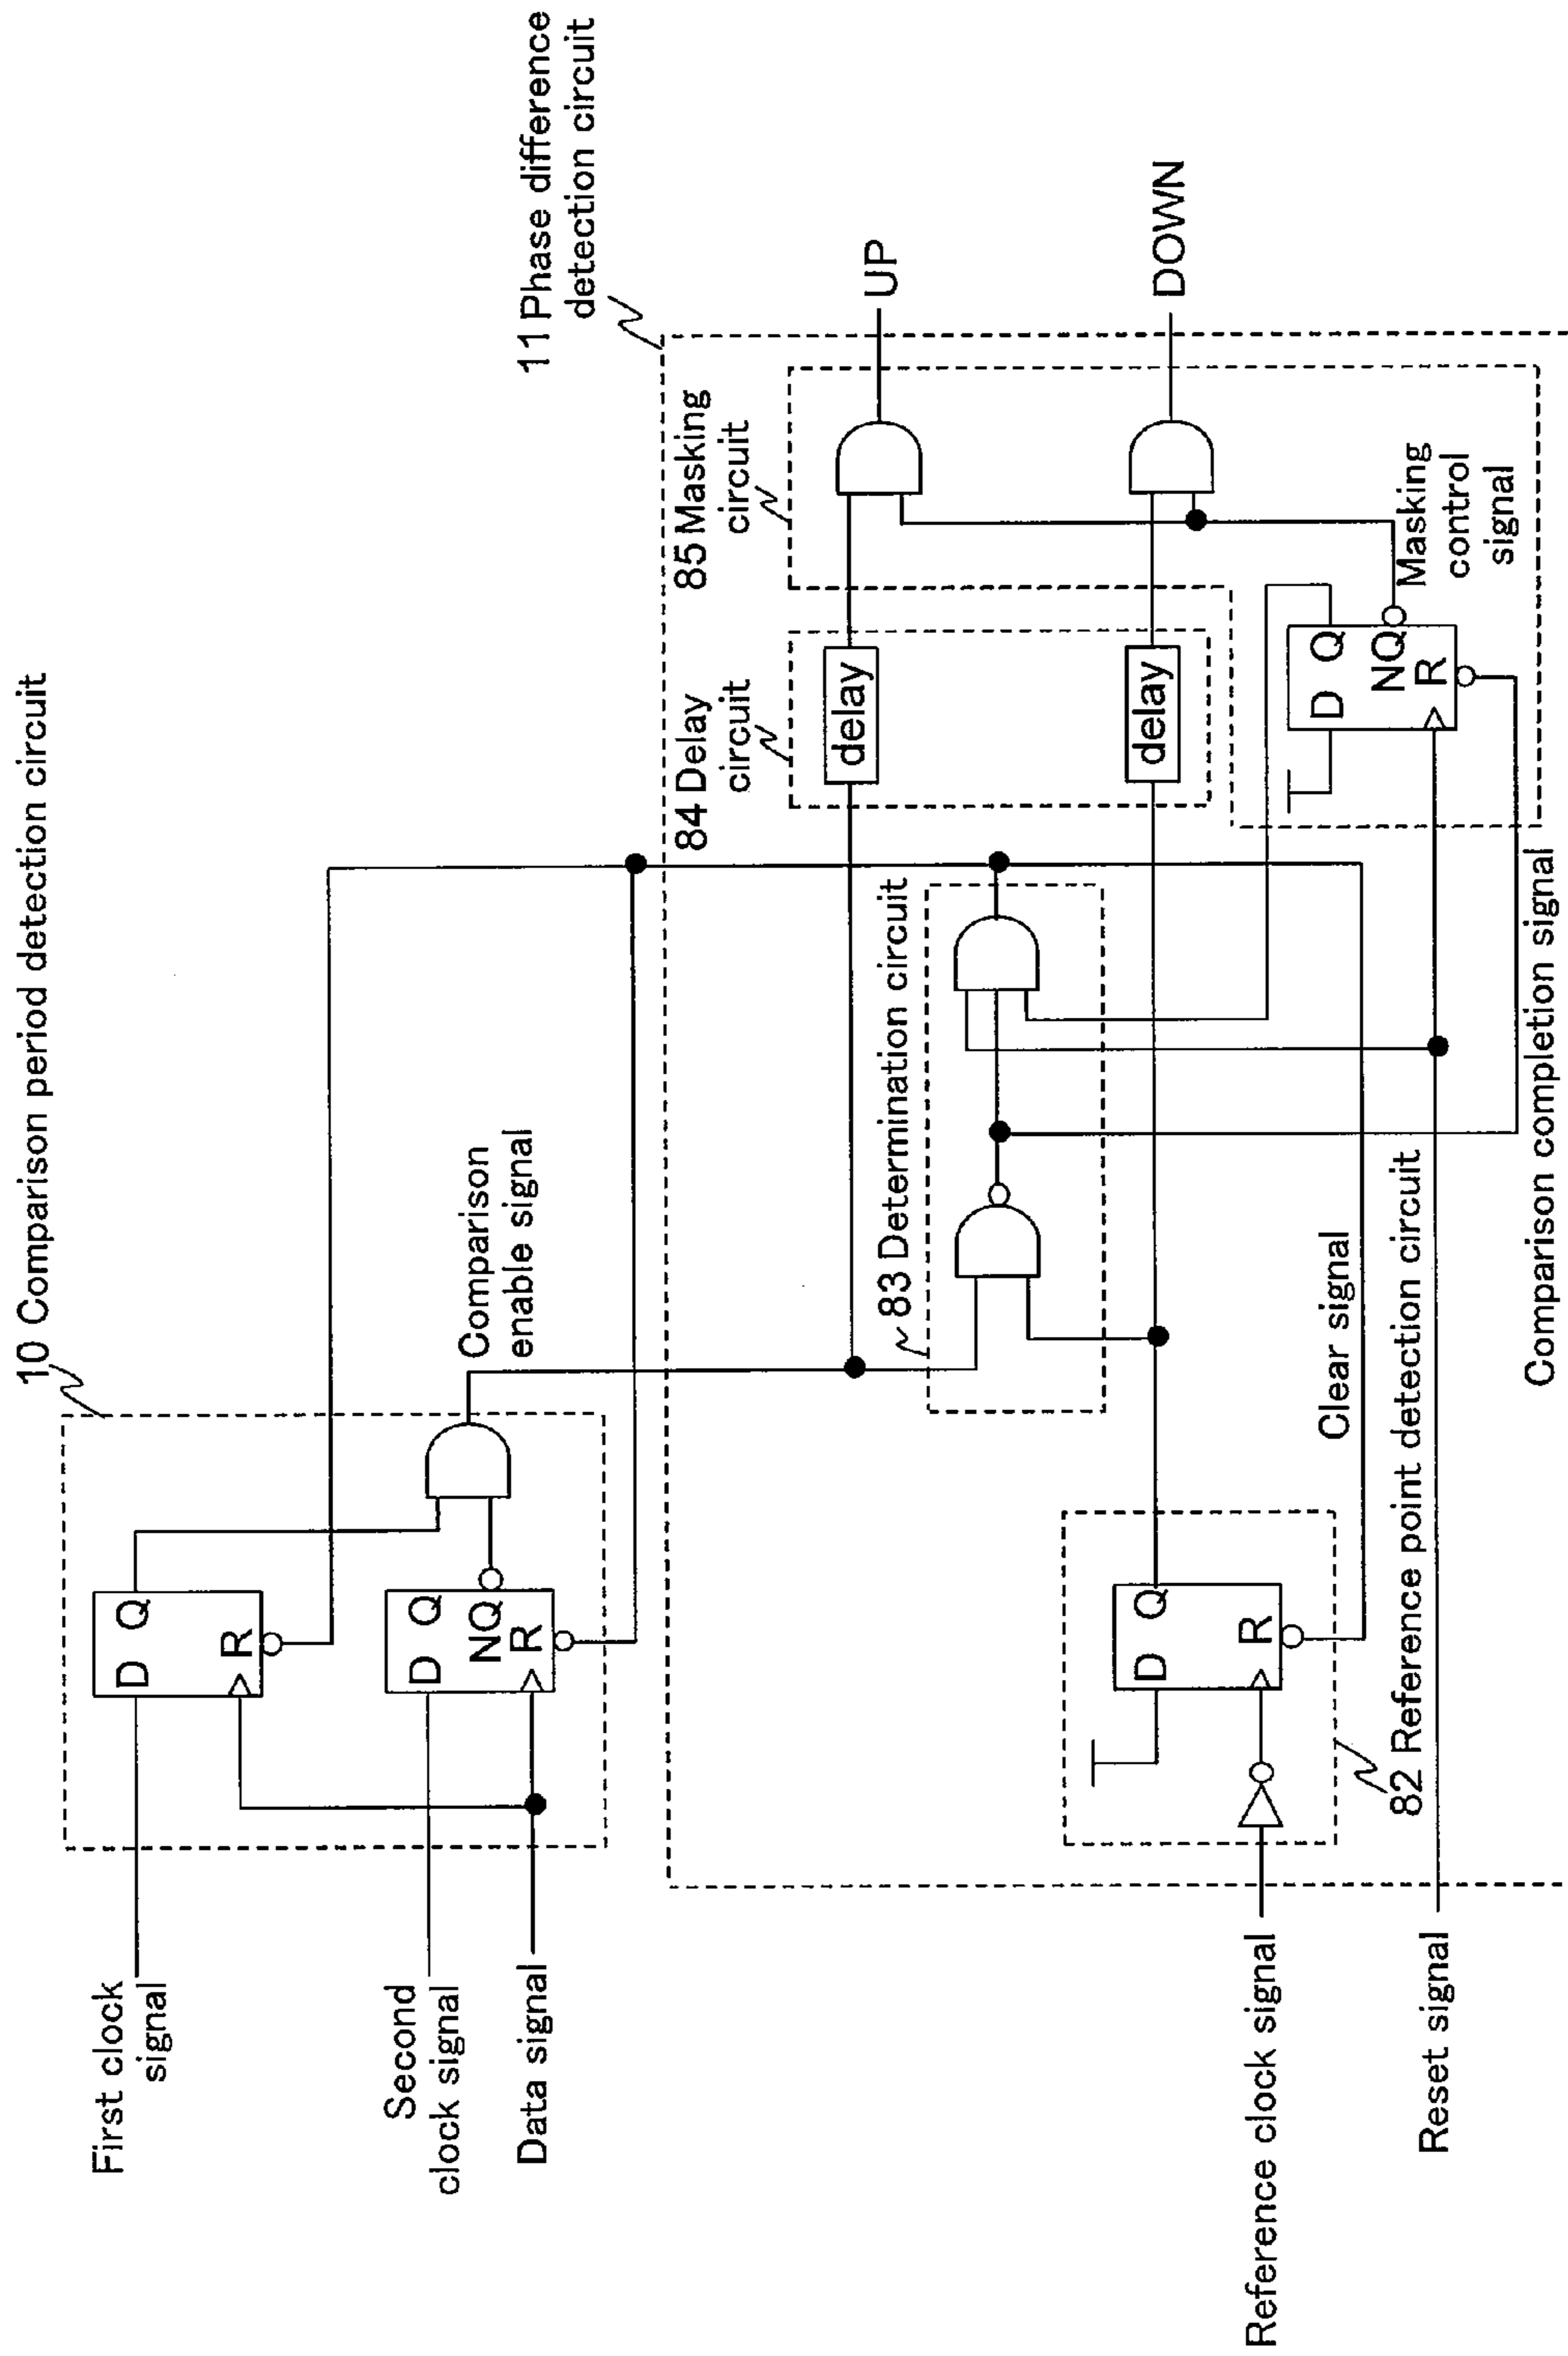 10 Comparison period detection circuit
First clock
signal
D Q
R
Second
clock signal
D Q
NQ
R
Data signal
Comparison
enable signal
11 Phase difference
detection circuit
84 Delay
circuit
85 Masking
circuit
delay
UP
83 Determination circuit
delay
DOWN
D Q
R
Reference clock signal
Clear signal
82 Reference point detection circuit
D Q
NQ
R
Masking
control
signal
Reset signal
Comparison completion signal